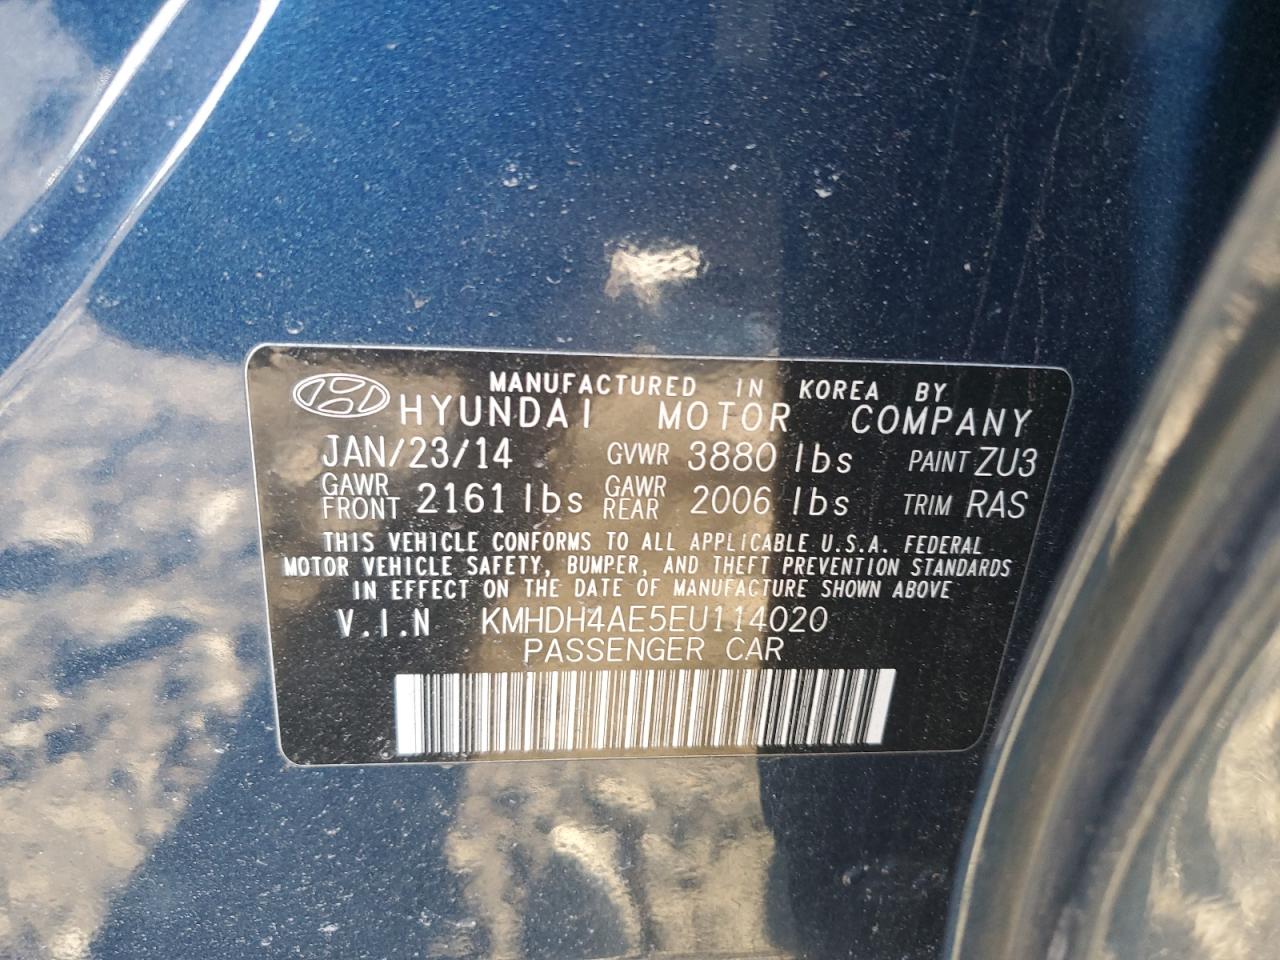 MANUFACTURED IN KOREA BY
HYUNDAI MOTOR COMPANY
JAN/23/14 GVWR 3880 lbs PAINT ZU3
GAWR FRONT 2161 lbs GAWR REAR 2006 lbs TRIM RAS
THIS VEHICLE CONFORMS TO ALL APPLICABLE U.S.A. FEDERAL
MOTOR VEHICLE SAFETY, BUMPER, AND THEFT PREVENTION STANDARDS
IN EFFECT ON THE DATE OF MANUFACTURE SHOWN ABOVE
V.I.N KMHDH4AE5EU114020
PASSENGER CAR